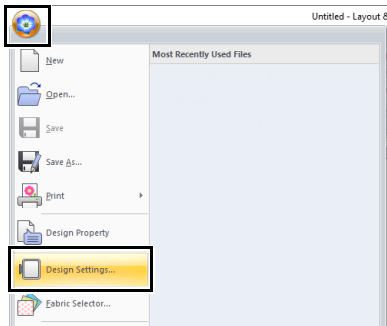 Untitled - Layout &
Most Recently Used Files
New
Open...
Save
Save As...
Print
Design Property
Design Settings...
Fabric Selector...